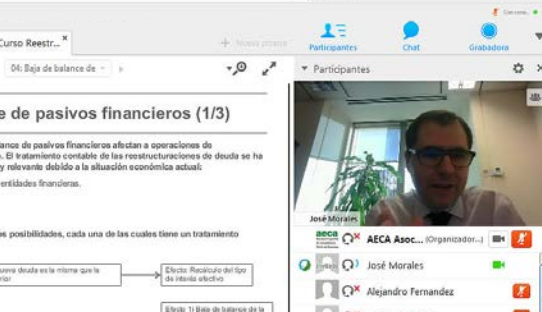 Participantes
Chat
Grabadora
Curso Reestr...
+ Nueva pizarra
04: Baja de balance de
Participantes
e de pasivos financieros (1/3)
lance de pasivos financieros afectan a operaciones de
. El tratamiento contable de las reestructuraciones de deuda se ha
y relevante debido a la situación económica actual:
entidades financieras.
os posibilidades, cada una de las cuales tiene un tratamiento
nueva deuda es la misma que la
rior
Efecto: Recálculo del tipo
de interés efectivo
Efecto 1) Baja de balance de la
José Morales
aeca
AECA Asoc... (Organizador...)
José Morales
Alejandro Fernandez